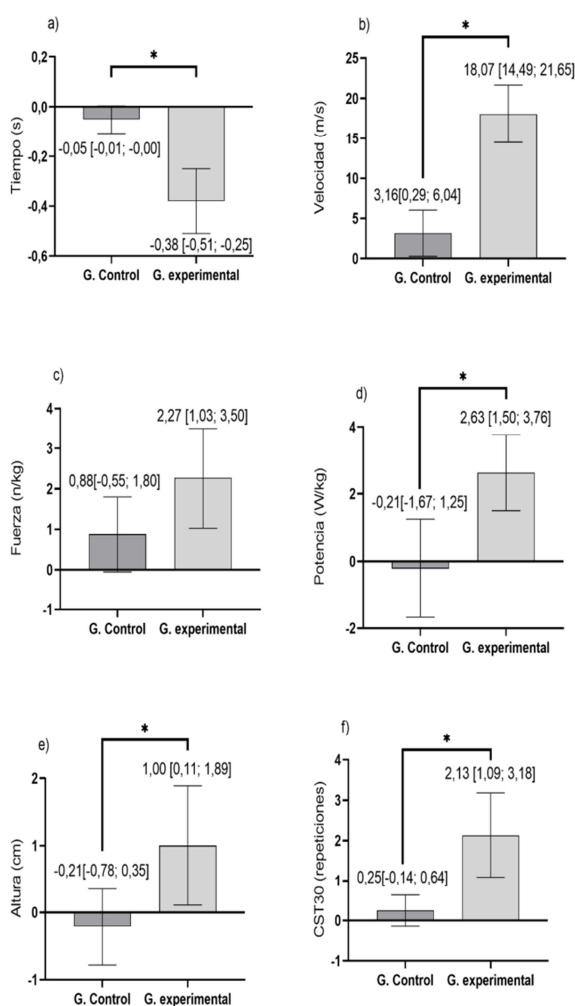 a)
0,2
0,0
-0,2
-0,4
-0,6
Tiempo (s)
*
-0,05 [-0,01; -0,00]
-0,38 [-0,51; -0,25]
G. Control G. experimental
b)
25
20
15
10
5
0
Velocidad (m/s)
*
18,07 [14,49; 21,65]
3,16[0,29; 6,04]
G. Control G. experimental
c)
4
3
2
1
0
-1
Fuerza (n/kg)
2,27 [1,03; 3,50]
0,88[-0,55; 1,80]
G. Control G. experimental
d)
4
2
0
-2
Potencia (W/kg)
*
2,63 [1,50; 3,76]
-0,21[-1,67; 1,25]
G. Control G. experimental
e)
2
1
0
-1
Altura (cm)
*
1,00 [0,11; 1,89]
-0,21[-0,78; 0,35]
G. Control G. experimental
f)
4
3
2
1
0
-1
CST30 (repeticiones)
*
2,13 [1,09; 3,18]
0,25[-0,14; 0,64]
G. Control G. experimental